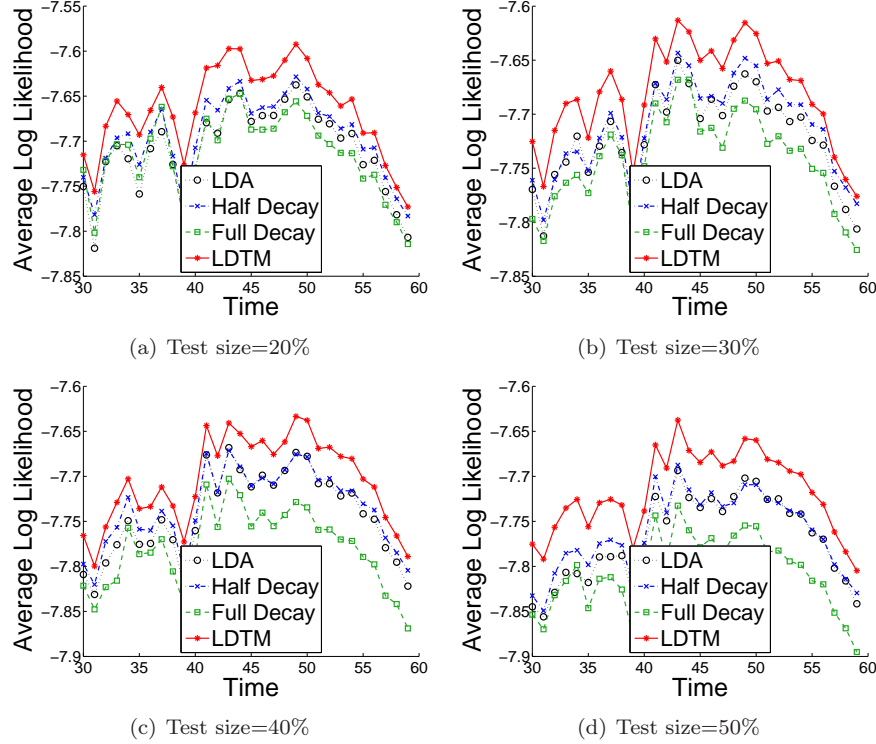 −7.55
−7.6
−7.65
−7.7
−7.75
−7.8
−7.85
Average Log Likelihood
30 35 40 45 50 55 60
Time
LDA
Half Decay
Full Decay
LDTM
(a) Test size=20%
−7.6
−7.65
−7.7
−7.75
−7.8
−7.85
Average Log Likelihood
30 35 40 45 50 55 60
Time
LDA
Half Decay
Full Decay
LDTM
(b) Test size=30%
−7.6
−7.65
−7.7
−7.75
−7.8
−7.85
−7.9
Average Log Likelihood
30 35 40 45 50 55 60
Time
LDA
Half Decay
Full Decay
LDTM
(c) Test size=40%
−7.6
−7.65
−7.7
−7.75
−7.8
−7.85
−7.9
Average Log Likelihood
30 35 40 45 50 55 60
Time
LDA
Half Decay
Full Decay
LDTM
(d) Test size=50%